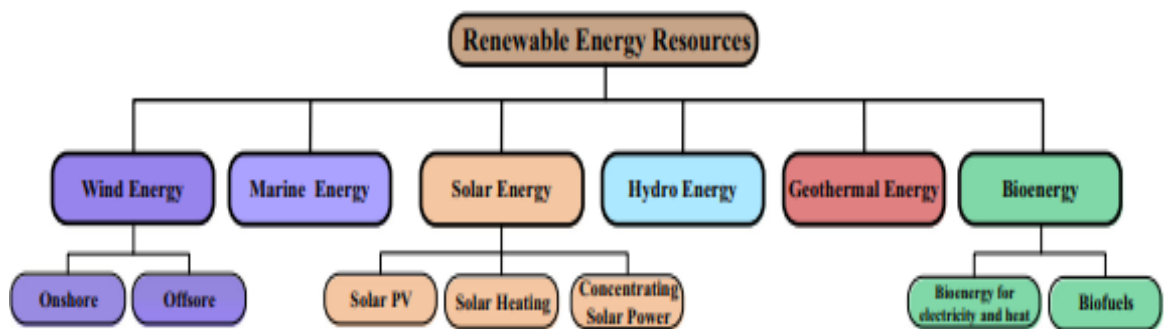 Renewable Energy Resources
Wind Energy
Marine Energy
Solar Energy
Hydro Energy
Geothermal Energy
Bioenergy
Onshore
Offsore
Solar PV
Solar Heating
Concentrating
Solar Power
Bioenergy for
electricity and heat
Biofuels